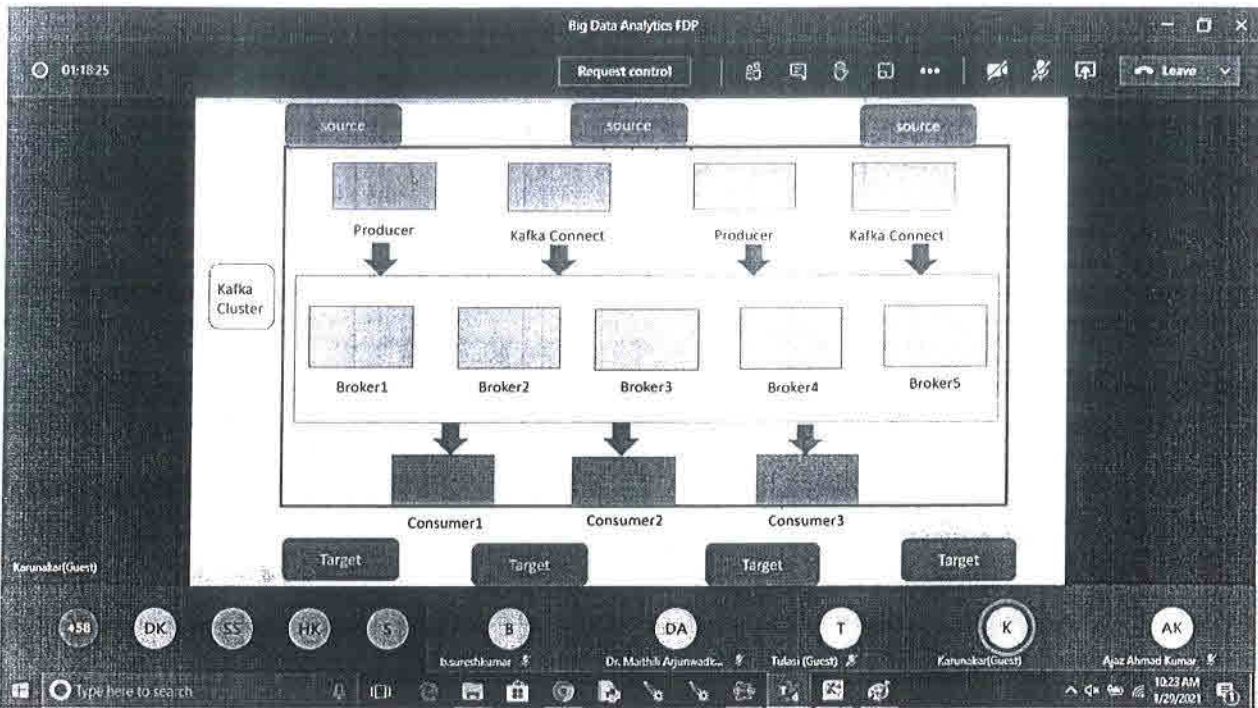 Big Data Analytics FDP
01:18:25
Request control
Leave
source source source
Producer Kafka Connect Producer Kafka Connect
Kafka
Cluster
Broker1 Broker2 Broker3 Broker4 Broker5
Consumer1 Consumer2 Consumer3
Target Target Target Target
Karunakar(Guest)
+58 DK SS HK S B DA T K AK
b.sureshkumar Dr. Maithili Arjunwadk... Tulasi (Guest) Karunakar(Guest) Ajaz Ahmad Kumar
Type here to search
10:23 AM
1/29/2021